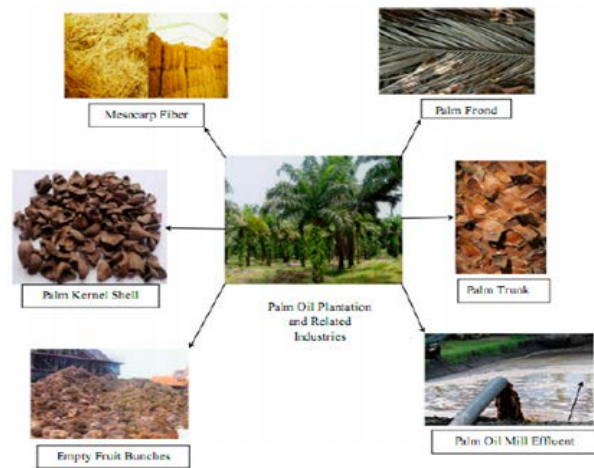 Mesocarp Fiber
Palm Frond
Palm Kernel Shell
Palm Trunk
Palm Oil Plantation
and Related
Industries
Empty Fruit Bunches
Palm Oil Mill Effluent